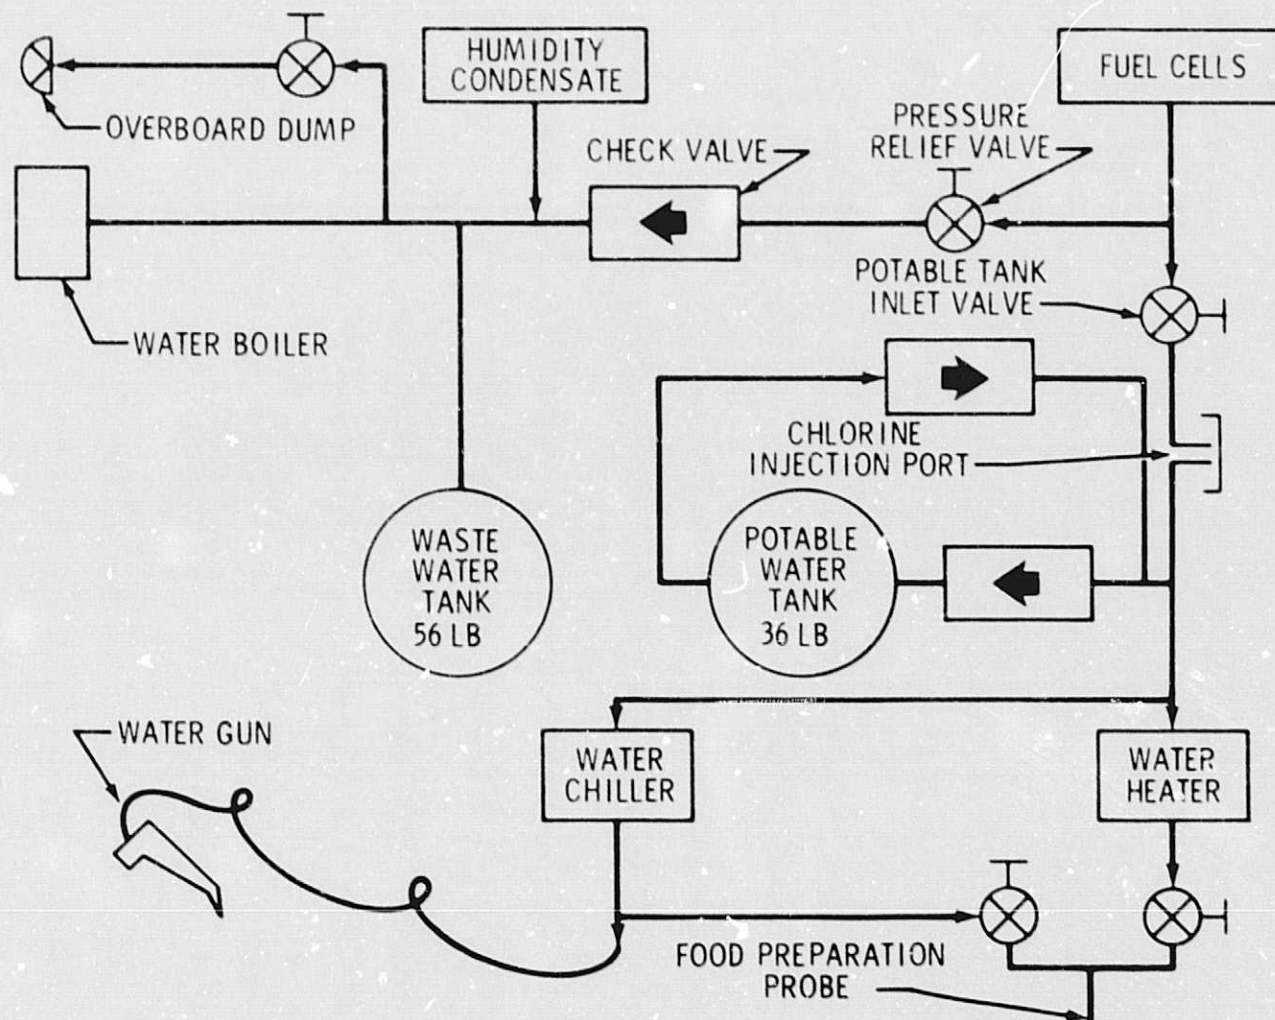 HUMIDITY
CONDENSATE
FUEL CELLS
OVERBOARD DUMP
PRESSURE
RELIEF VALVE
CHECK VALVE
POTABLE TANK
INLET VALVE
WATER BOILER
CHLORINE
INJECTION PORT
WASTE
WATER
TANK
56 LB
POTABLE
WATER
TANK
36 LB
WATER GUN
WATER
CHILLER
WATER
HEATER
FOOD PREPARATION
PROBE